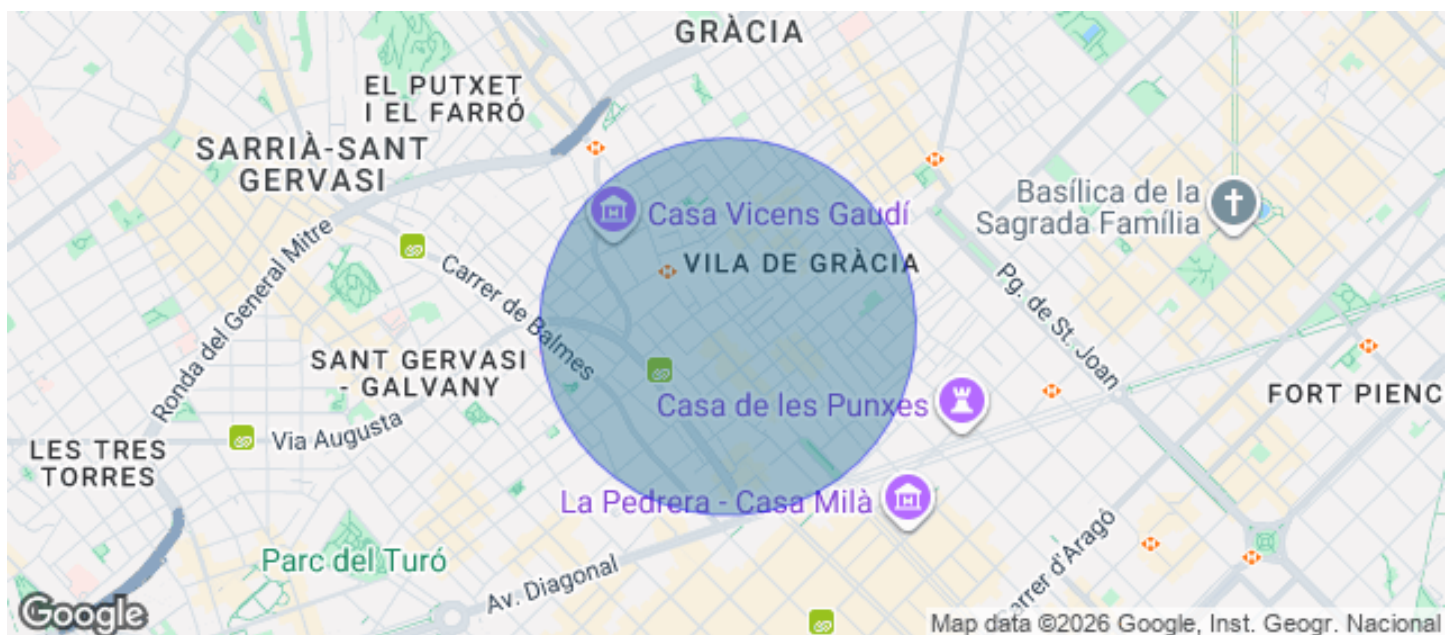 GRÀCIA
EL PUTXET
I EL FARRÓ
SARRIÀ-SANT
GERVASI
Casa Vicens Gaudí
Basílica de la
Sagrada Família
VILA DE GRÀCIA
Ronda del General Mitre
Carrer de Balmes
Pg. de St. Joan
SANT GERVASI
- GALVANY
Casa de les Punxes
FORT PIENC
Via Augusta
LES TRES
TORRES
La Pedrera - Casa Milà
Parc del Turó
Av. Diagonal
Carrer d'Aragó
Google
Map data ©2026 Google, Inst. Geogr. Nacional